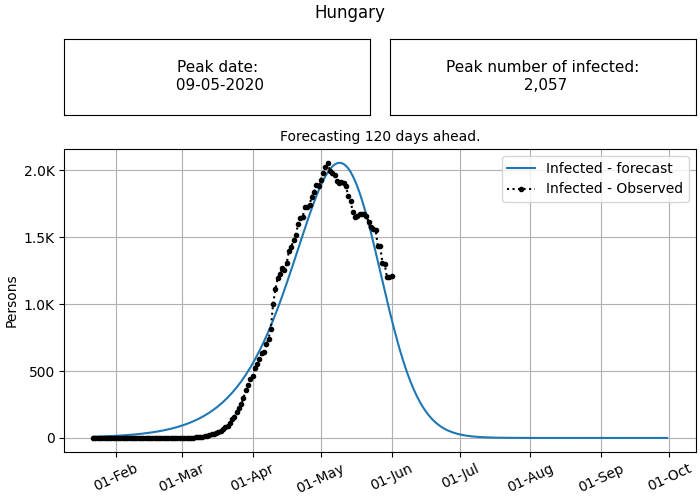 Hungary
Peak date:
09-05-2020
Peak number of infected:
2,057
Forecasting 120 days ahead.
Infected - forecast
Infected - Observed
2.0K
1.5K
1.0K
500
0
Persons
01-Feb
01-Mar
01-Apr
01-May
01-Jun
01-Jul
01-Aug
01-Sep
01-Oct